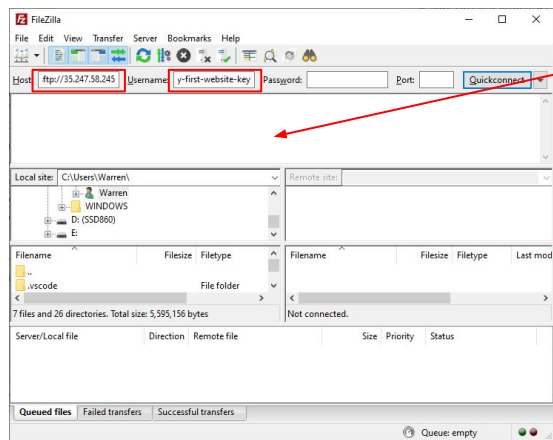 FileZilla
File Edit View Transfer Server Bookmarks Help
Host: ftp://35.247.58.245 Username: y-first-website-key Password: Port: Quickconnect
Local site: C:\Users\Warren\
Remote site:
Warren
WINDOWS
D: (SSD860)
E:
Filename Filesize Filetype
..
.vscode File folder
7 files and 26 directories. Total size: 5,595,156 bytes
Filename Filesize Filetype Last mod
Not connected.
Server/Local file Direction Remote file Size Priority Status
Queued files Failed transfers Successful transfers
Queue: empty